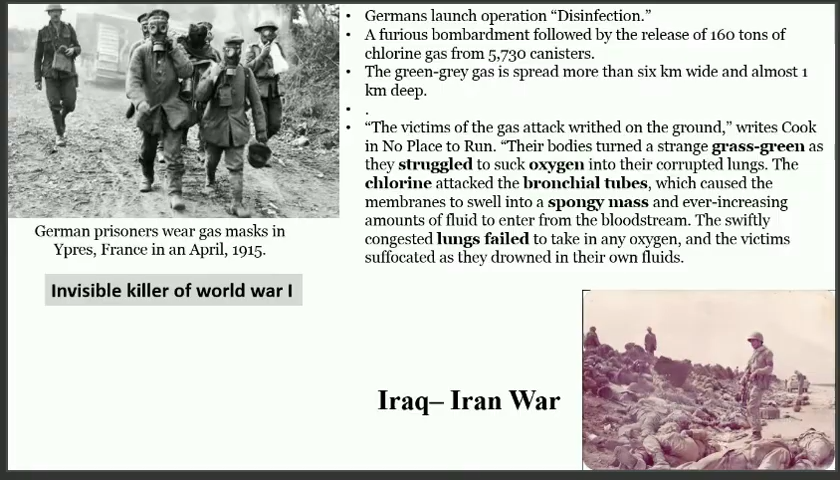 • Germans launch operation “Disinfection.”
• A furious bombardment followed by the release of 160 tons of
chlorine gas from 5,730 canisters.
• The green-grey gas is spread more than six km wide and almost 1
km deep.
• .
• “The victims of the gas attack writhed on the ground,” writes Cook
in No Place to Run. “Their bodies turned a strange grass-green as
they struggled to suck oxygen into their corrupted lungs. The
chlorine attacked the bronchial tubes, which caused the
membranes to swell into a spongy mass and ever-increasing
amounts of fluid to enter from the bloodstream. The swiftly
congested lungs failed to take in any oxygen, and the victims
suffocated as they drowned in their own fluids.
German prisoners wear gas masks in
Ypres, France in an April, 1915.
Invisible killer of world war I
Iraq– Iran War